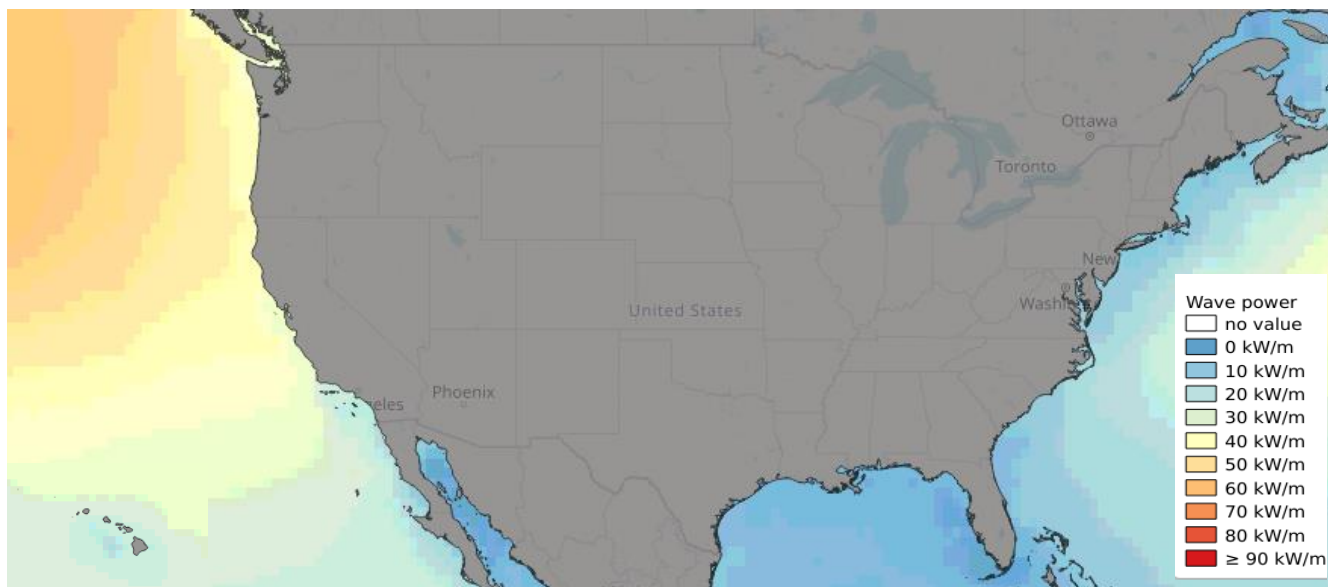 Ottawa
Toronto
New
Washi
United States
Phoenix
eles
Wave power
no value
0 kW/m
10 kW/m
20 kW/m
30 kW/m
40 kW/m
50 kW/m
60 kW/m
70 kW/m
80 kW/m
≥ 90 kW/m